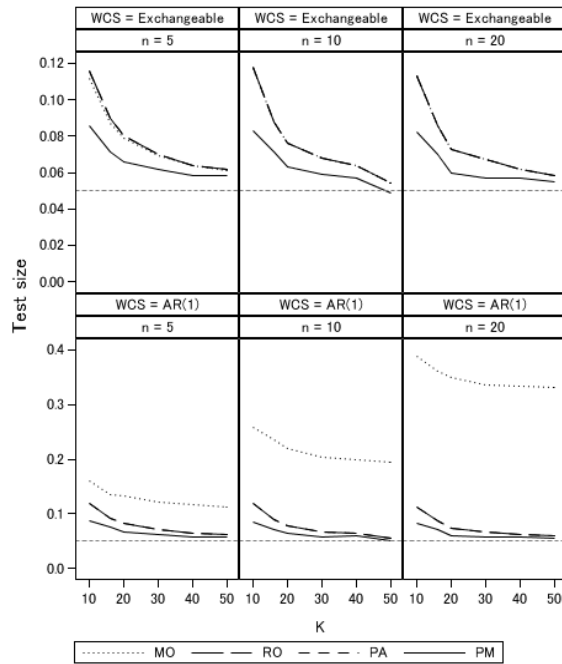 WCS = Exchangeable WCS = Exchangeable WCS = Exchangeable
n = 5 n = 10 n = 20
0.12
0.10
0.08
0.06
0.04
0.02
0.00
Test size
WCS = AR(1) WCS = AR(1) WCS = AR(1)
n = 5 n = 10 n = 20
0.4
0.3
0.2
0.1
0.0
10 20 30 40 50 10 20 30 40 50 10 20 30 40 50
K
MO RO PA PM